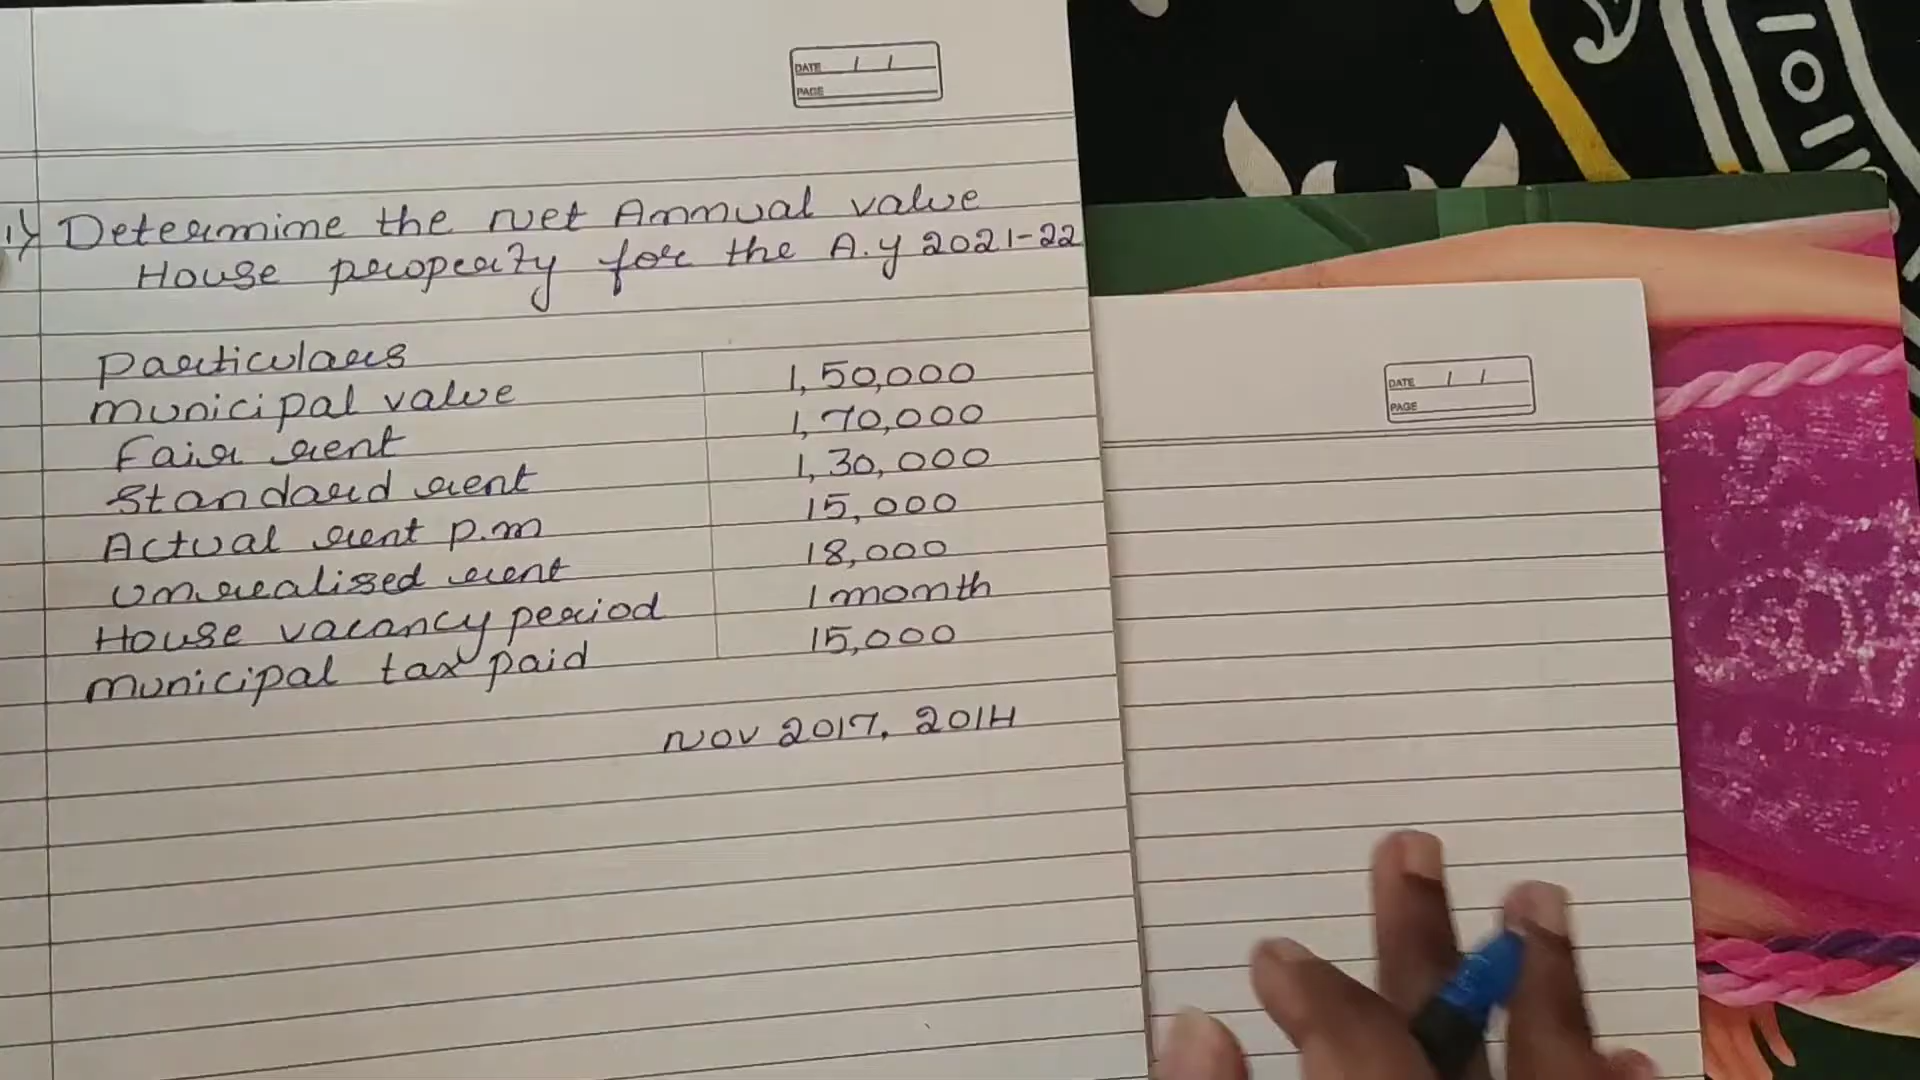 DATE / /
PAGE
1) Determine the net Annual value
House property for the A.y 2021-22
Particulars
municipal value 1,50,000
Fair rent 1,70,000
Standard rent 1,30,000
Actual rent p.m 15,000
unrealised rent 18,000
House vacancy period 1 month
municipal tax paid 15,000
NOV 2017, 2014
DATE / /
PAGE